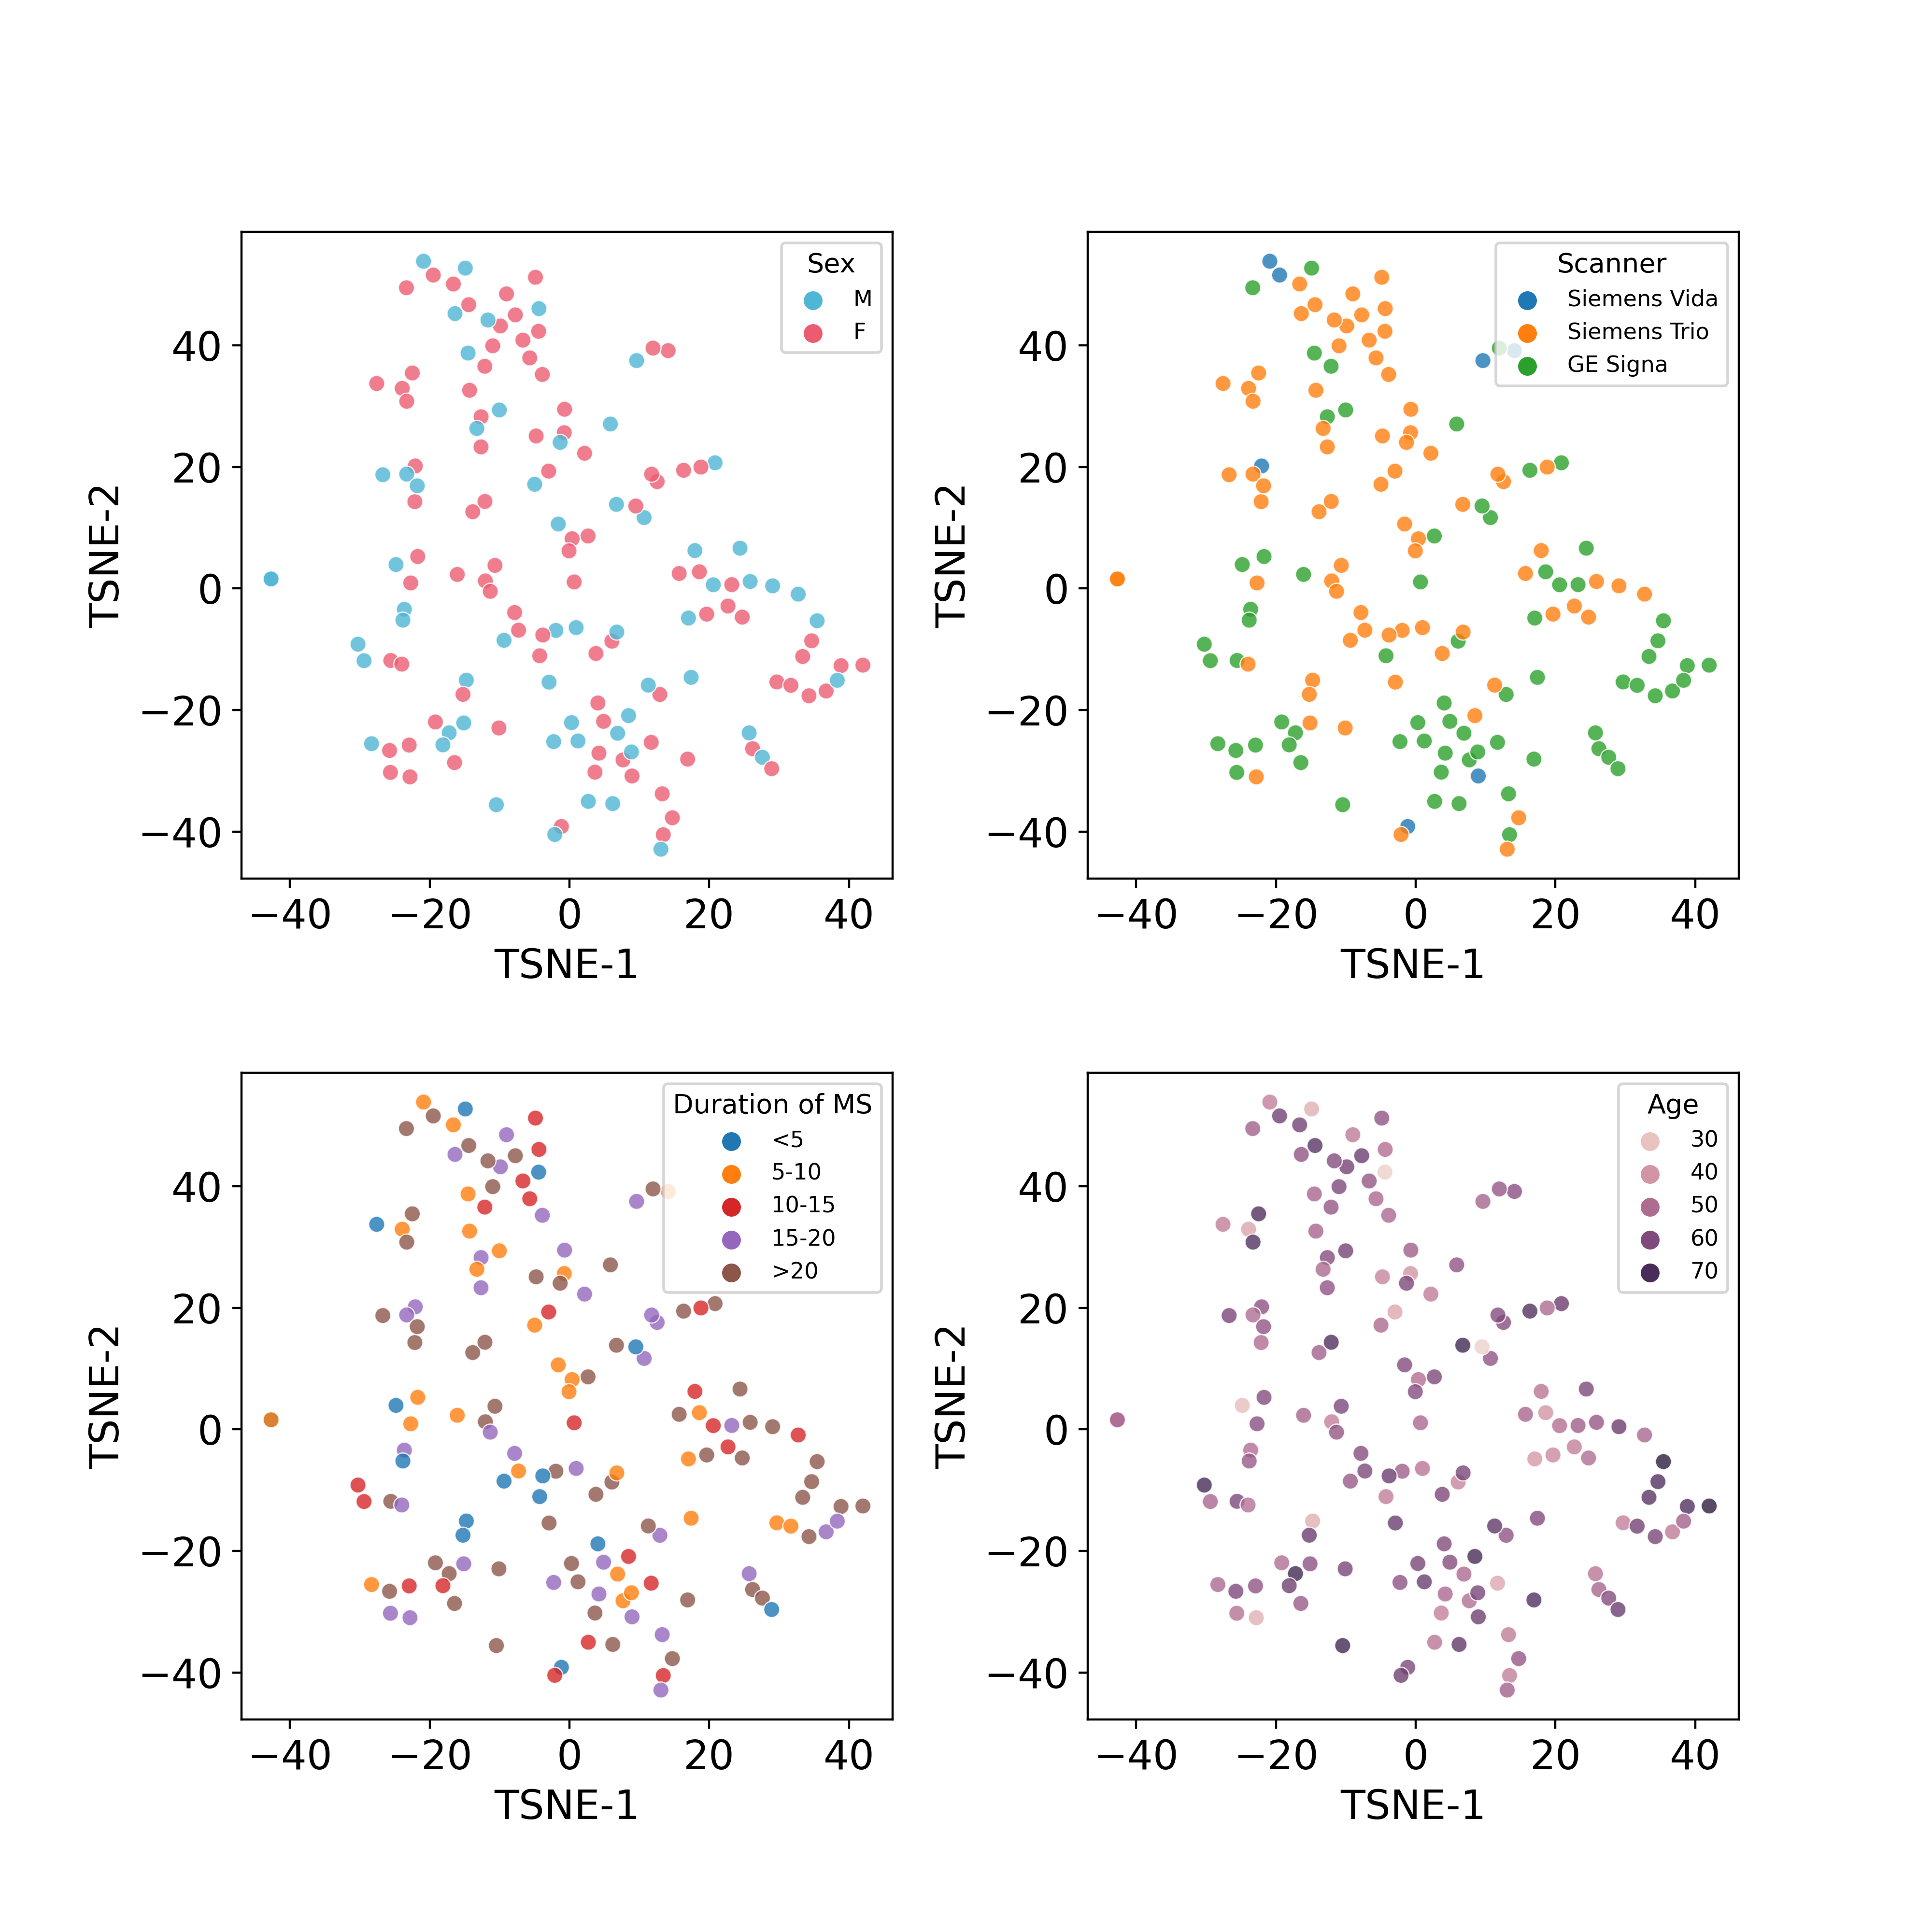 Sex
M
F
40
20
0
−20
−40
−40 −20 0 20 40
TSNE-1
TSNE-2
Scanner
Siemens Vida
Siemens Trio
GE Signa
40
20
0
−20
−40
−40 −20 0 20 40
TSNE-1
TSNE-2
Duration of MS
<5
5-10
10-15
15-20
>20
40
20
0
−20
−40
−40 −20 0 20 40
TSNE-1
TSNE-2
Age
30
40
50
60
70
40
20
0
−20
−40
−40 −20 0 20 40
TSNE-1
TSNE-2